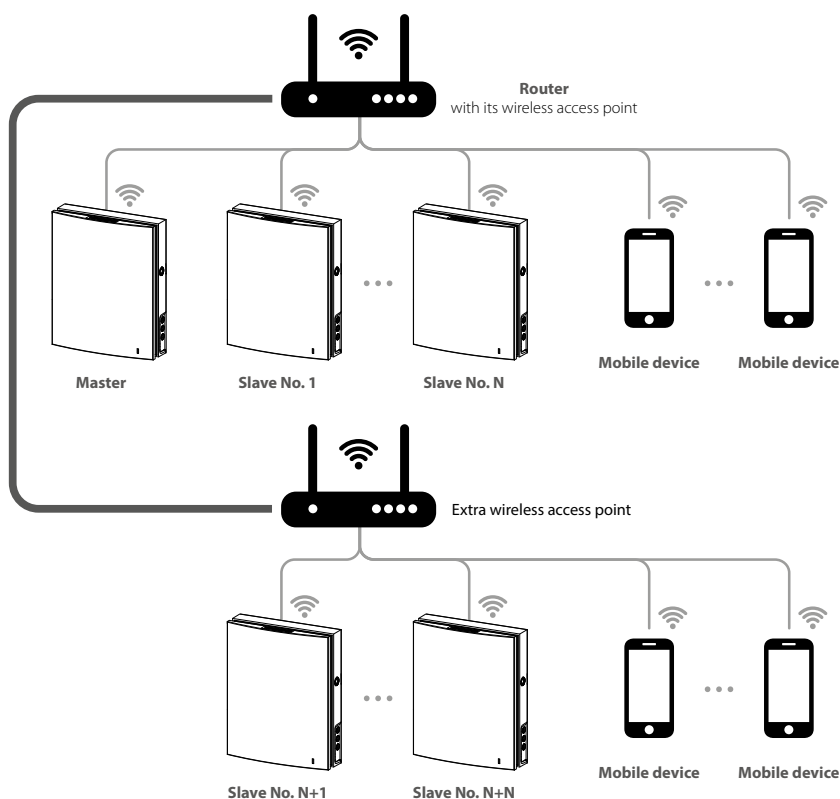 Router
with its wireless access point
Master
Slave No. 1
Slave No. N
Mobile device
Mobile device
Extra wireless access point
Slave No. N+1
Slave No. N+N
Mobile device
Mobile device